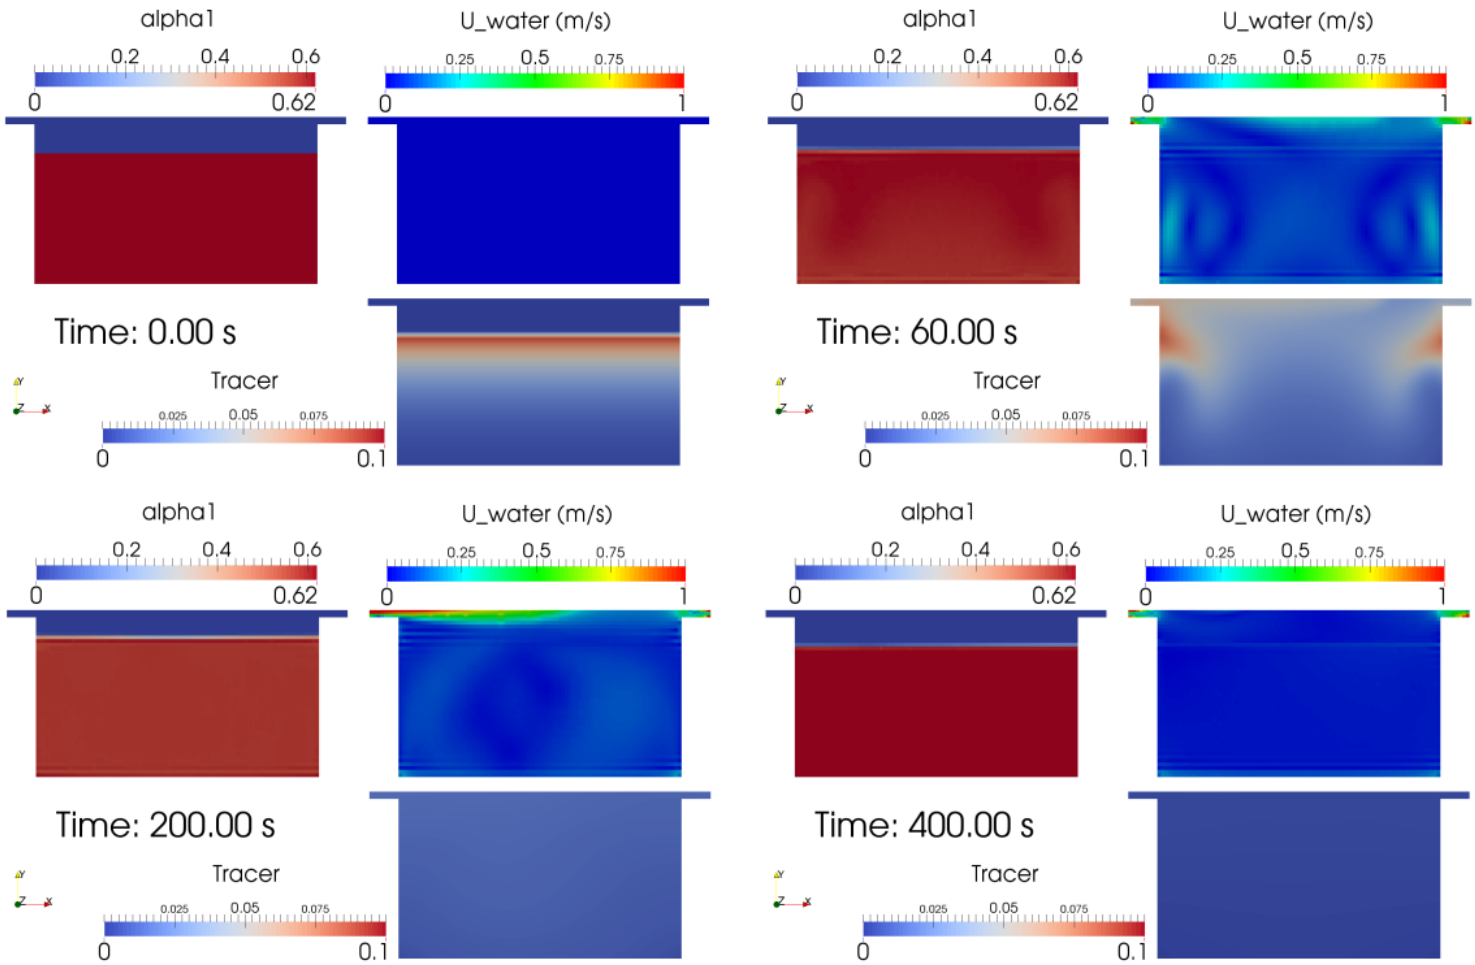 alpha1
0.2 0.4 0.6
0 0.62
U_water (m/s)
0.25 0.5 0.75
0 1
Time: 0.00 s
Y
Z X
Tracer
0.025 0.05 0.075
0 0.1
alpha1
0.2 0.4 0.6
0 0.62
U_water (m/s)
0.25 0.5 0.75
0 1
Time: 60.00 s
Y
Z X
Tracer
0.025 0.05 0.075
0 0.1
alpha1
0.2 0.4 0.6
0 0.62
U_water (m/s)
0.25 0.5 0.75
0 1
Time: 200.00 s
Y
Z X
Tracer
0.025 0.05 0.075
0 0.1
alpha1
0.2 0.4 0.6
0 0.62
U_water (m/s)
0.25 0.5 0.75
0 1
Time: 400.00 s
Y
Z X
Tracer
0.025 0.05 0.075
0 0.1